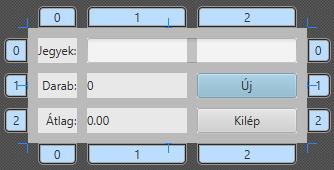 0 1 2
0 Jegyek: 0
1 Darab: 0 Új 1
2 Átlag: 0.00 Kilép 2
0 1 2